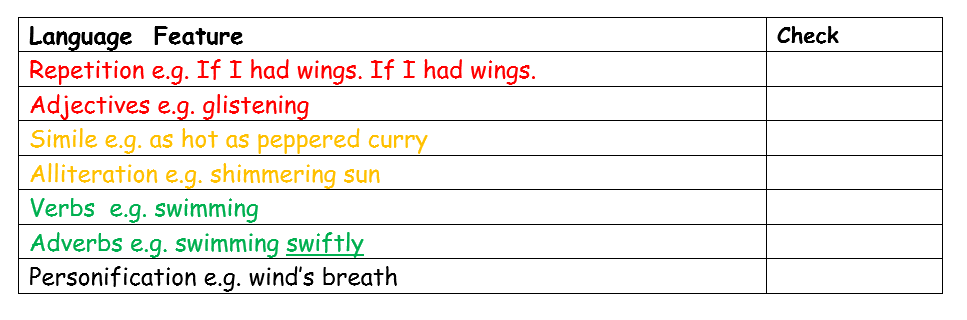 Language Feature Check
Repetition e.g. If I had wings. If I had wings.
Adjectives e.g. glistening
Simile e.g. as hot as peppered curry
Alliteration e.g. shimmering sun
Verbs e.g. swimming
Adverbs e.g. swimming swiftly
Personification e.g. wind's breath